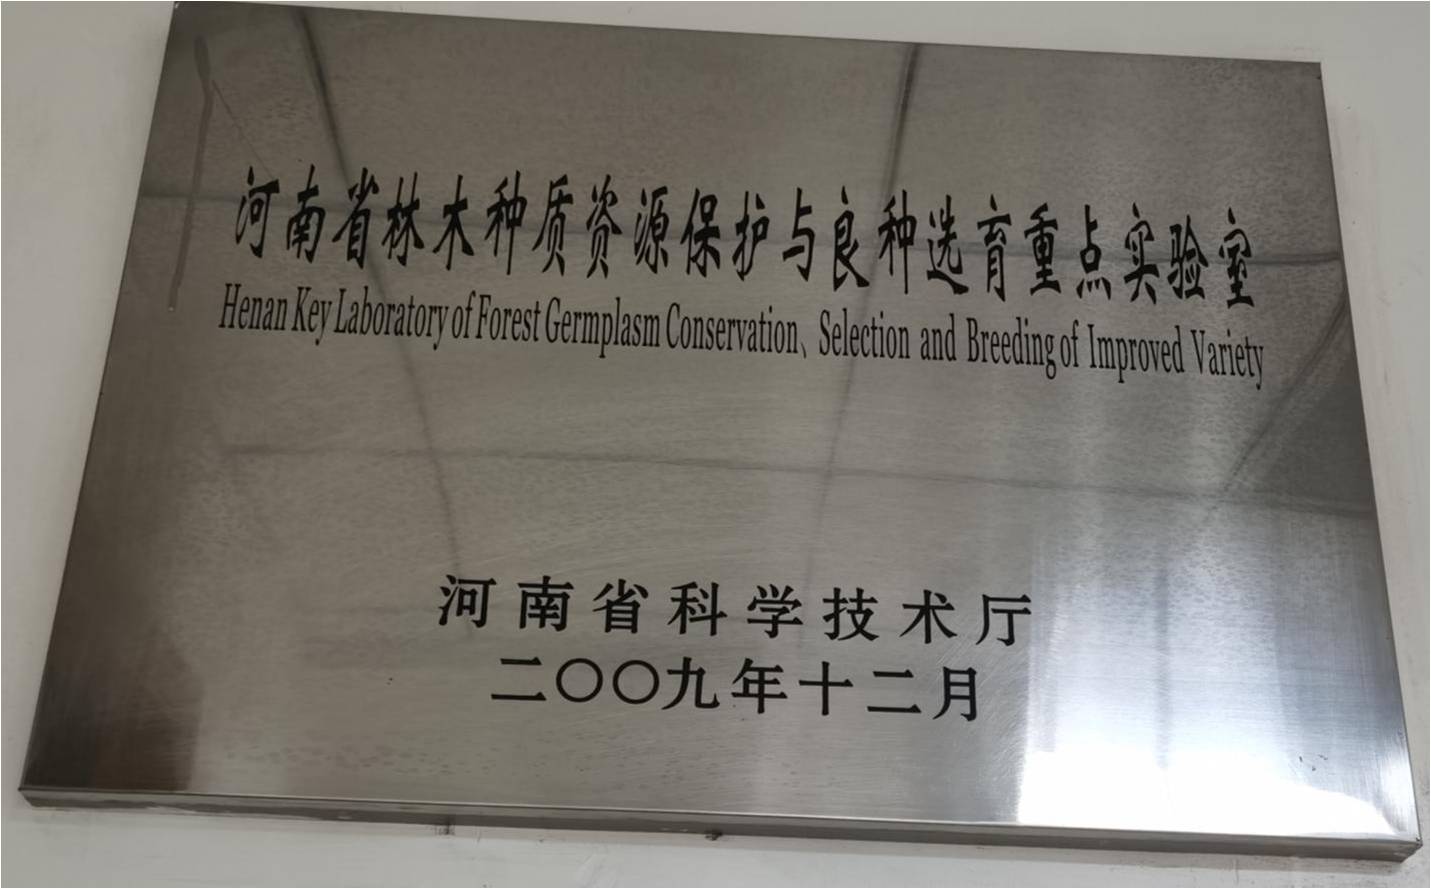 河南省林木种质资源保护与良种选育重点实验室
Henan Key Laboratory of Forest Germplasm Conservation、Selection and Breeding of Improved Variety
河南省科学技术厅
二〇〇九年十二月